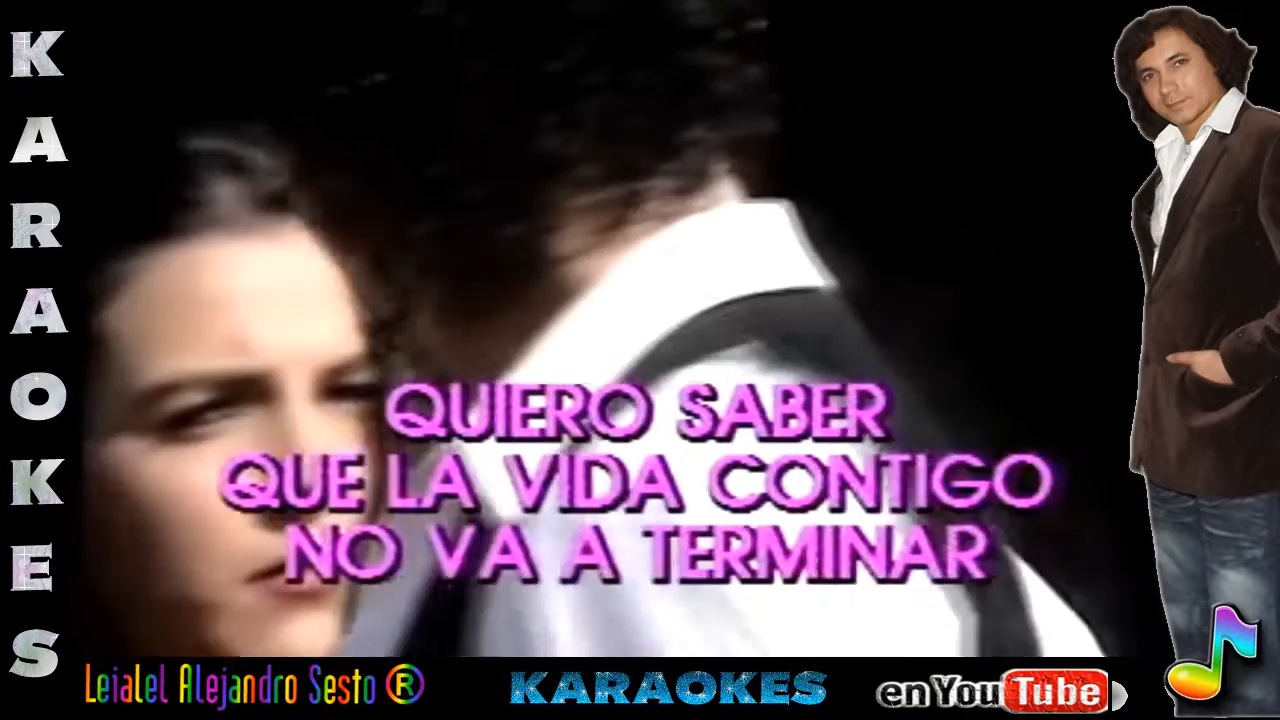 KARAOKES
QUIERO SABER
QUE LA VIDA CONTIGO
NO VA A TERMINAR
Leialel Alejandro Sesto ®
KARAOKES
en YouTube